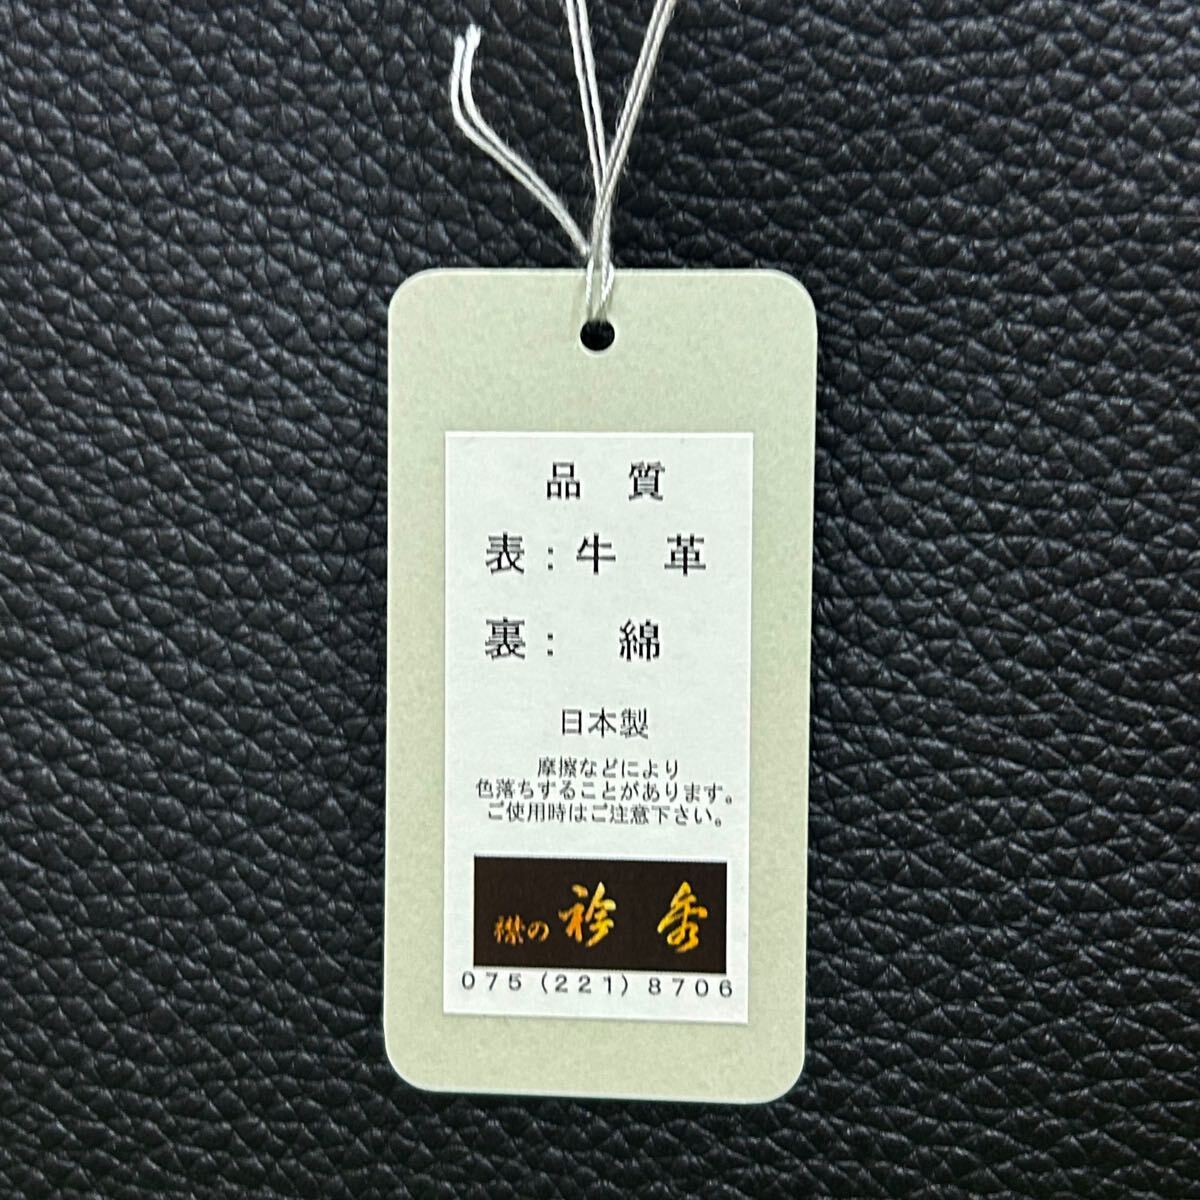 品 質
表：牛 革
裏： 綿
日本製
摩擦などにより
色落ちすることがあります。
ご使用時はご注意下さい。
襟の 衿 秀
075(221)8706